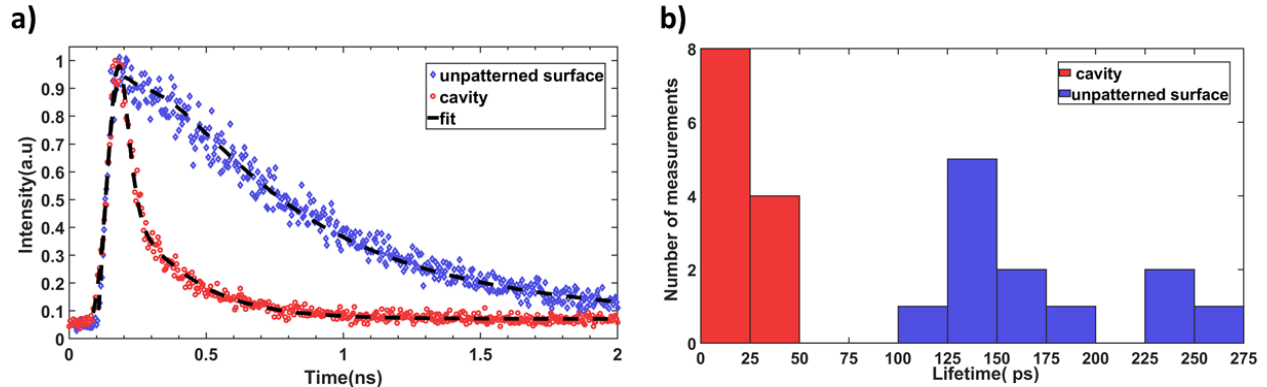 a)
Intensity(a.u)
1
0.9
0.8
0.7
0.6
0.5
0.4
0.3
0.2
0.1
0
unpatterned surface
cavity
fit
0 0.5 1 1.5 2
Time(ns)
b)
Number of measurements
8
6
4
2
0
cavity
unpatterned surface
0 25 50 75 100 125 150 175 200 225 250 275
Lifetime( ps)